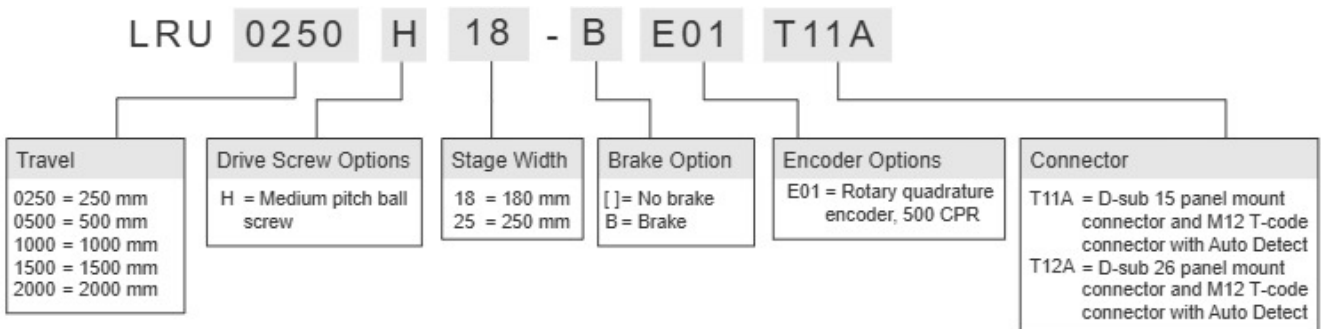 LRU 0250 H 18 - B E01 T11A
Travel
0250 = 250 mm
0500 = 500 mm
1000 = 1000 mm
1500 = 1500 mm
2000 = 2000 mm
Drive Screw Options
H = Medium pitch ball
screw
Stage Width
18 = 180 mm
25 = 250 mm
Brake Option
[ ]= No brake
B = Brake
Encoder Options
E01 = Rotary quadrature
encoder, 500 CPR
Connector
T11A = D-sub 15 panel mount
connector and M12 T-code
connector with Auto Detect
T12A = D-sub 26 panel mount
connector and M12 T-code
connector with Auto Detect